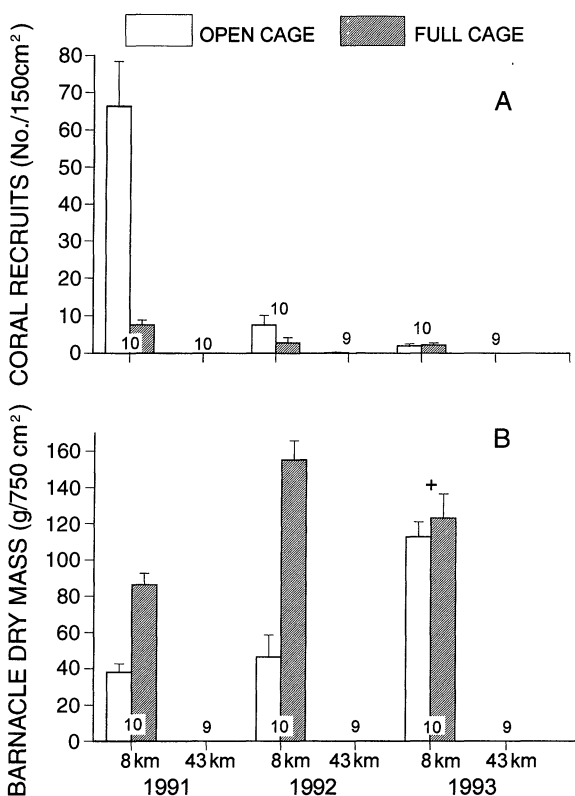 OPEN CAGE FULL CAGE
CORAL RECRUITS (No./150cm²)
80
70
60
50
40
30
20
10
0
A
10 10 10 9 10 9
BARNACLE DRY MASS (g/750 cm²)
160
140
120
100
80
60
40
20
0
B
+
10 9 10 9 10 9
8 km 43 km 8 km 43 km 8 km 43 km
1991 1992 1993